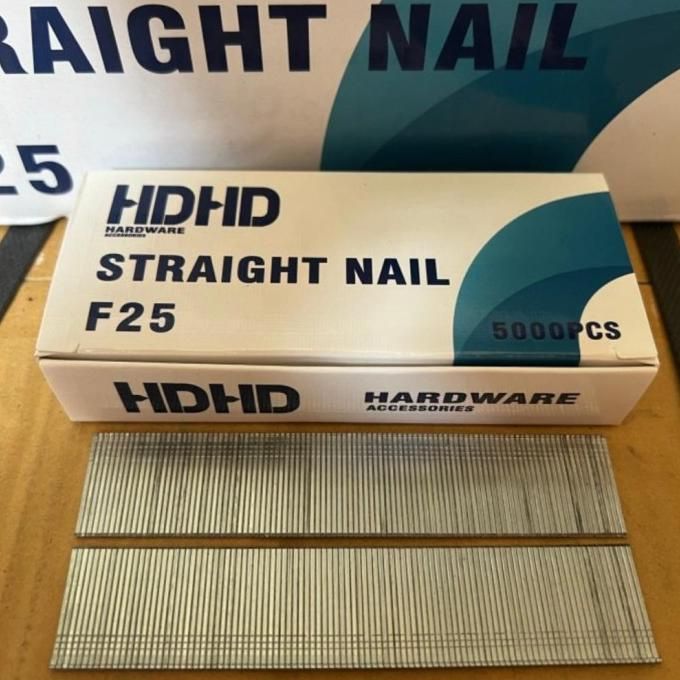 RAIGHT NAIL
25
HDHD
HARDWARE
ACCESSORIES
STRAIGHT NAIL
F25
5000PCS
HDHD
HARDWARE
ACCESSORIES